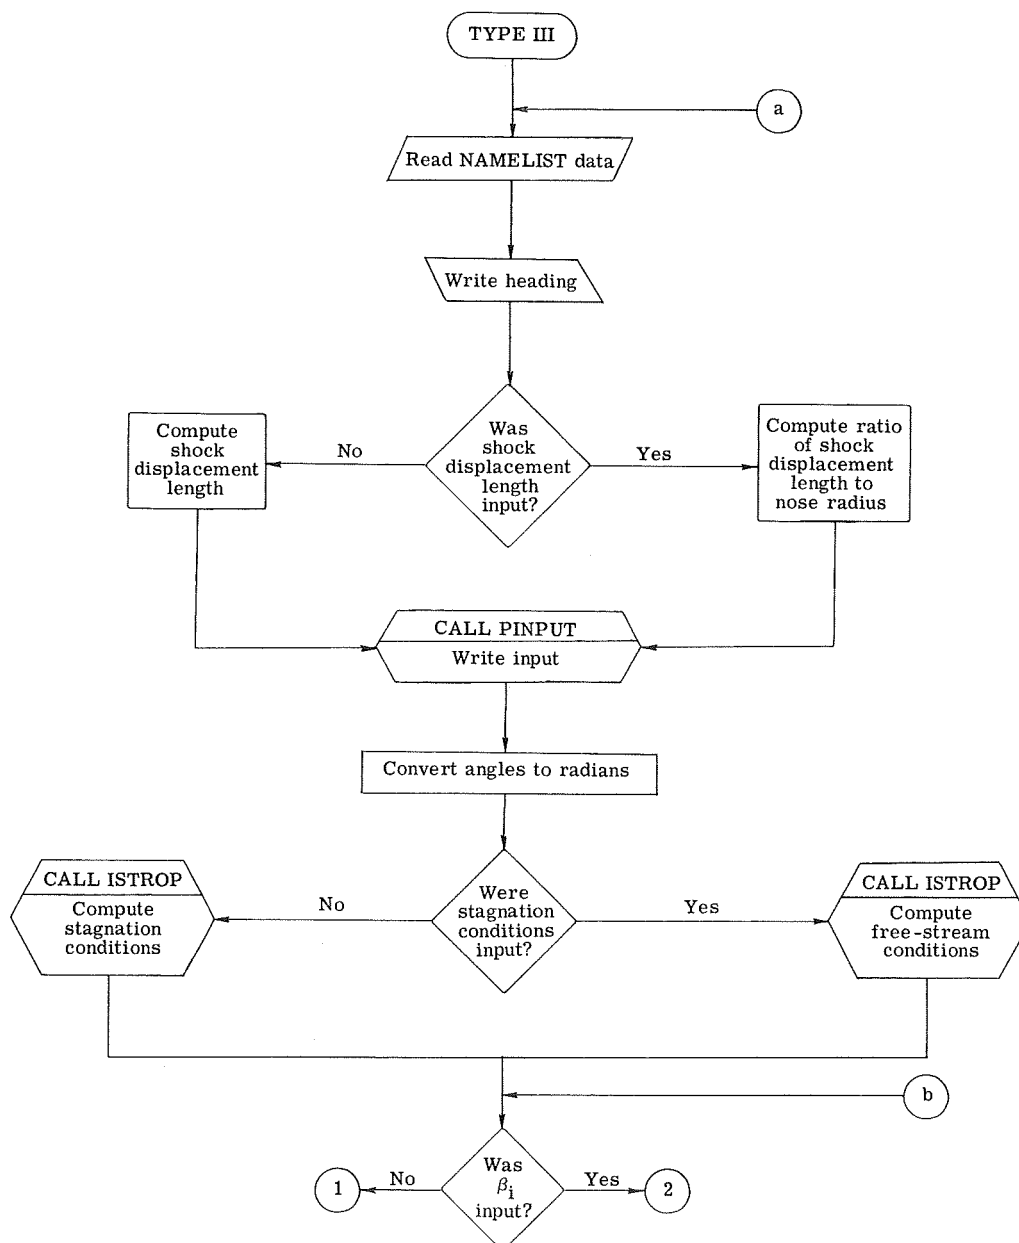 TYPE III
a
Read NAMELIST data
Write heading
Compute
shock
displacement
length
No
Was
shock
displacement
length
input?
Yes
Compute ratio
of shock
displacement
length to
nose radius
CALL PINPUT
Write input
Convert angles to radians
CALL ISTROP
Compute
stagnation
conditions
No
Were
stagnation
conditions
input?
Yes
CALL ISTROP
Compute
free-stream
conditions
b
1
No
Was
βi
input?
Yes
2